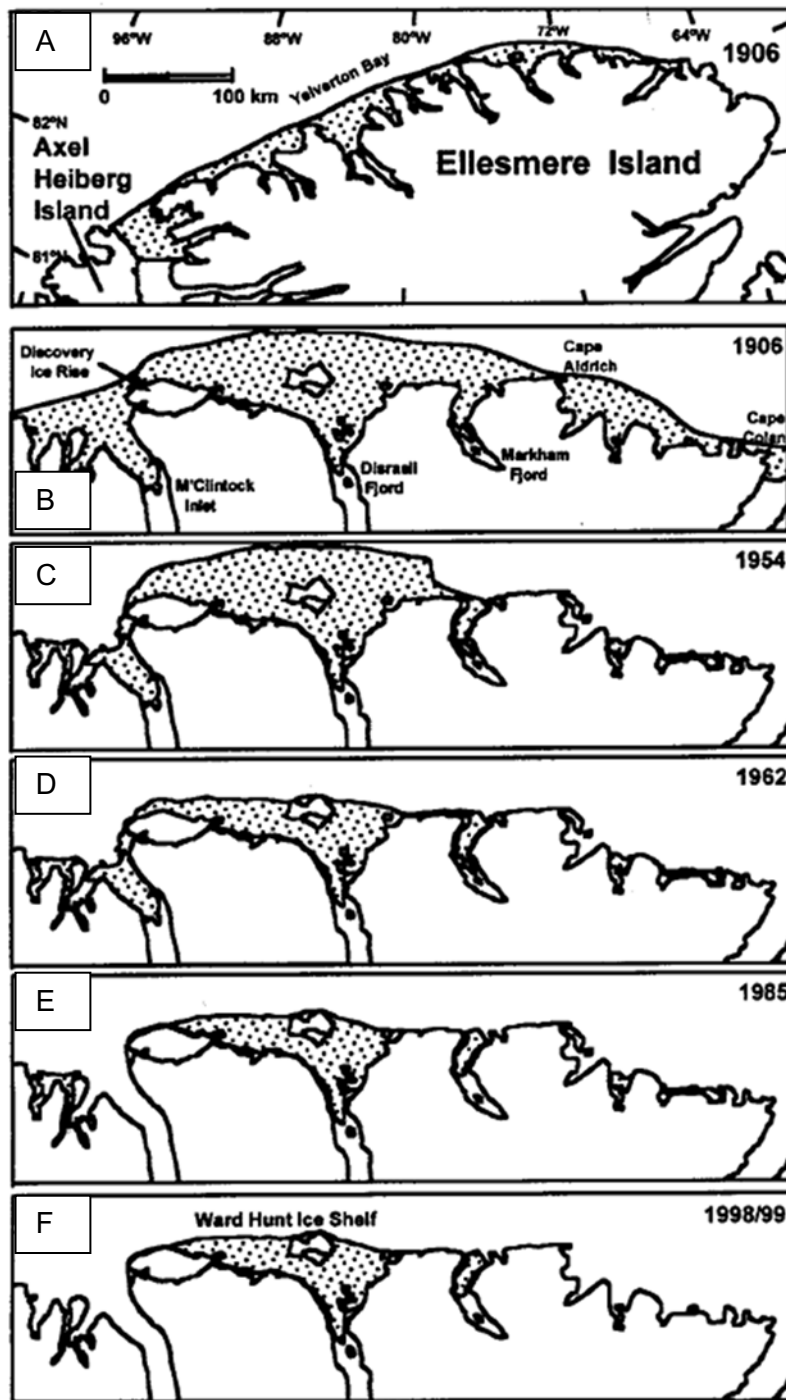 A
96°W
88°W
80°W
72°W
64°W
1906
0
100 km
Yelverton Bay
82°N
Axel
Heiberg
Island
Ellesmere Island
81°N
B
Discovery
Ice Rise
M'Clintock
Inlet
Disraeli
Fjord
Markham
Fjord
Cape
Aldrich
Cape
Colan
1906
C
1954
D
1962
E
1985
F
Ward Hunt Ice Shelf
1998/99